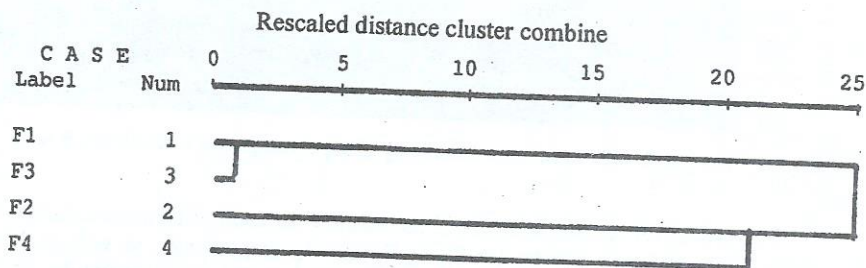 Rescaled distance cluster combine
C A S E 0 5 10 15 20 25
Label Num
F1 1
F3 3
F2 2
F4 4